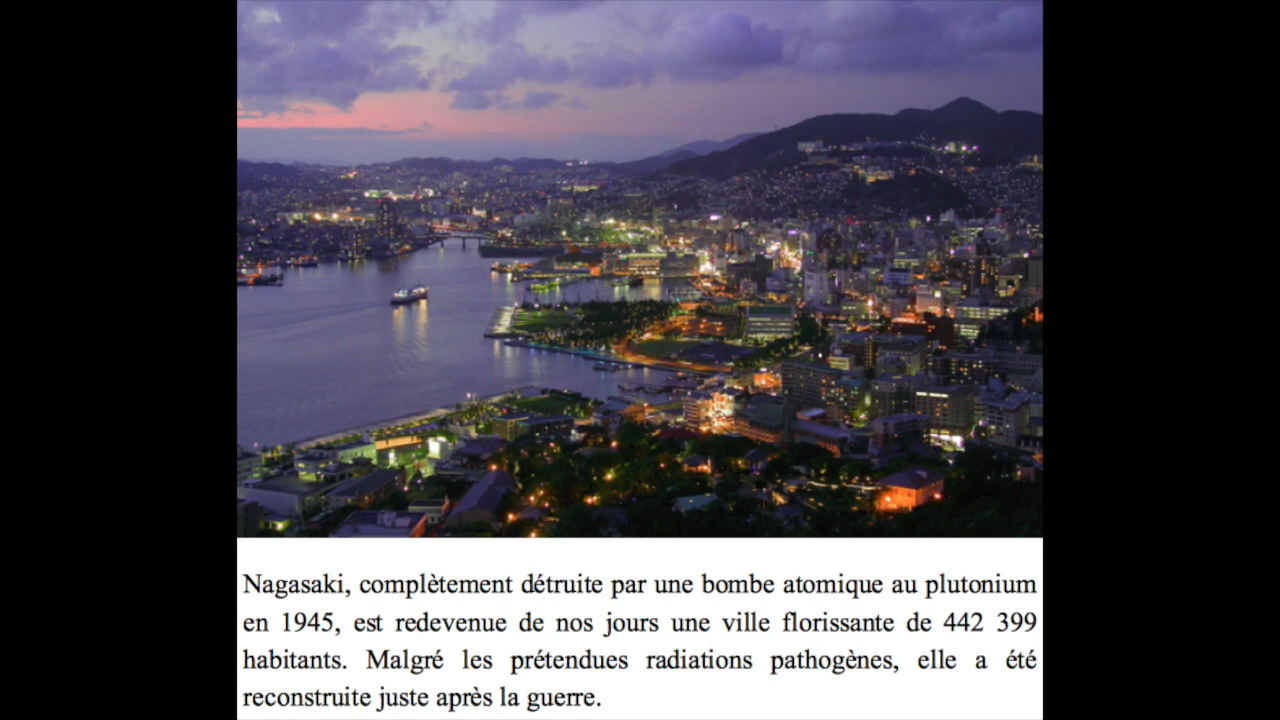 Nagasaki, complètement détruite par une bombe atomique au plutonium
en 1945, est redevenue de nos jours une ville florissante de 442 399
habitants. Malgré les prétendues radiations pathogènes, elle a été
reconstruite juste après la guerre.